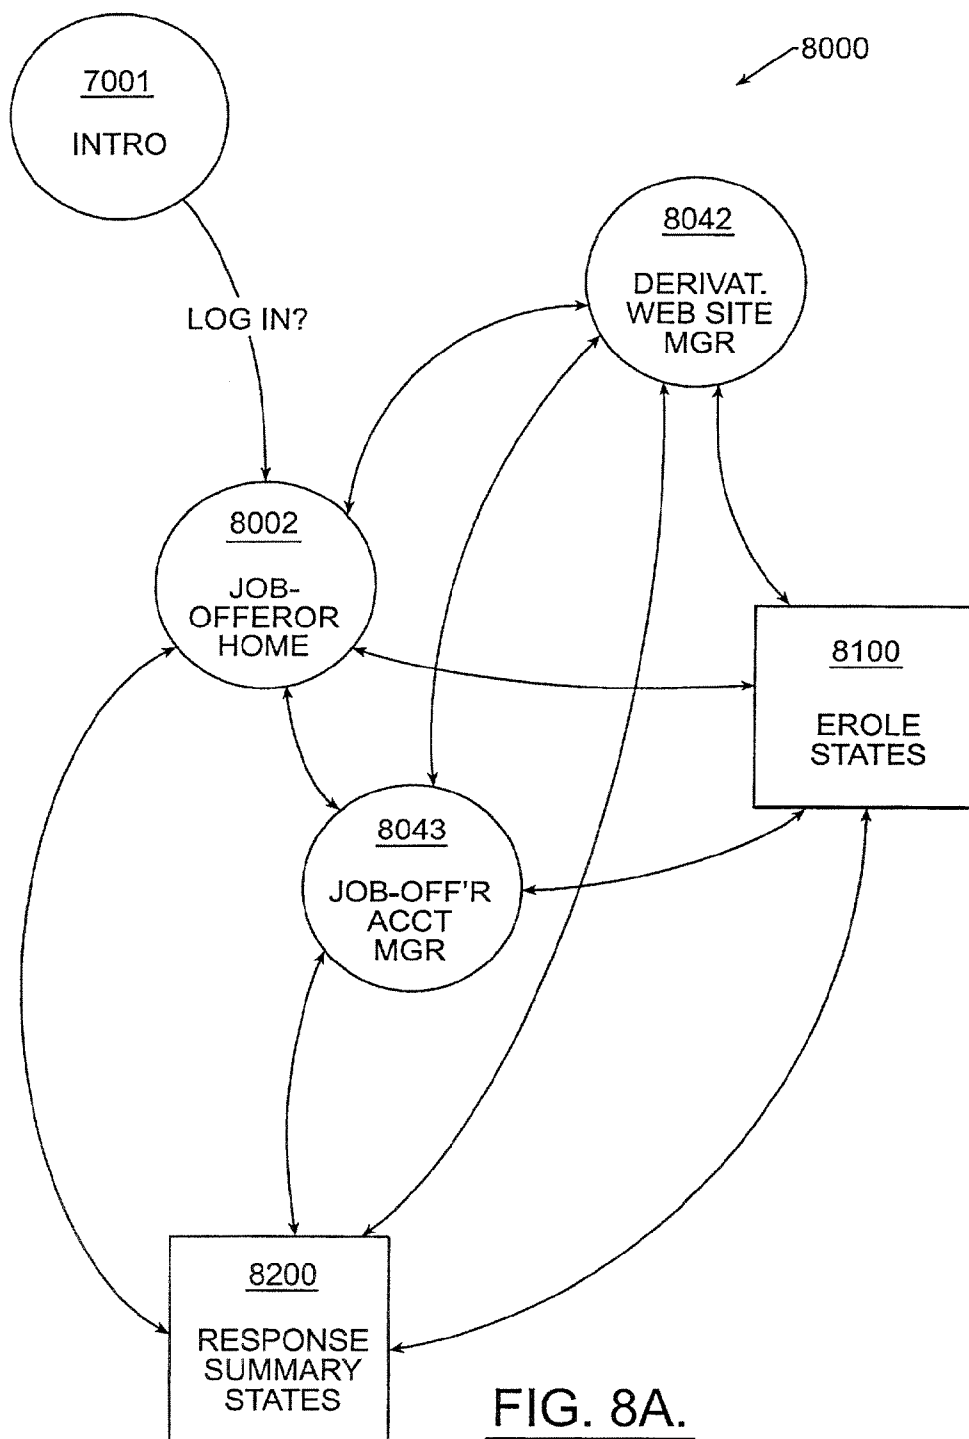 8000
7001
INTRO
8042
DERIVAT.
WEB SITE
MGR
LOG IN?
8002
JOB-
OFFEROR
HOME
8100
EROLE
STATES
8043
JOB-OFF'R
ACCT
MGR
8200
RESPONSE
SUMMARY
STATES
FIG. 8A.